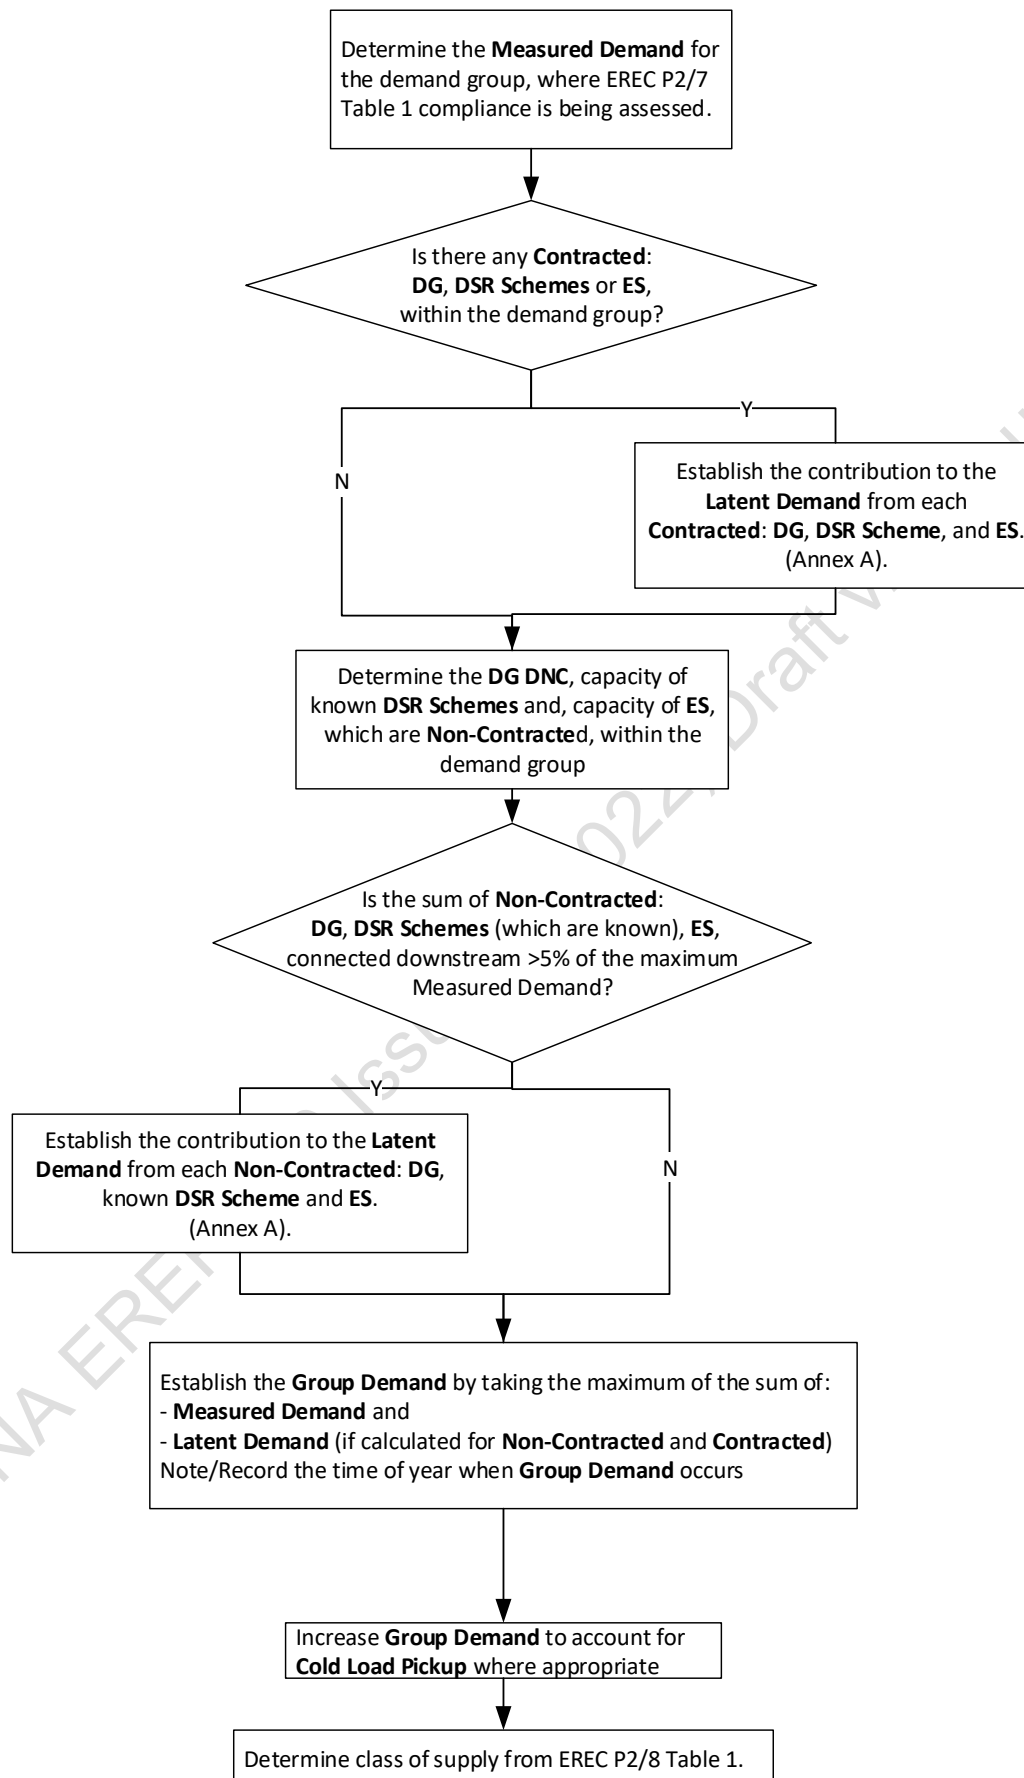 Determine the Measured Demand for
the demand group, where EREC P2/7
Table 1 compliance is being assessed.
Is there any Contracted:
DG, DSR Schemes or ES,
within the demand group?
Y
N
Establish the contribution to the
Latent Demand from each
Contracted: DG, DSR Scheme, and ES.
(Annex A).
Determine the DG DNC, capacity of
known DSR Schemes and, capacity of ES,
which are Non-Contracted, within the
demand group
Is the sum of Non-Contracted:
DG, DSR Schemes (which are known), ES,
connected downstream >5% of the maximum
Measured Demand?
Y
N
Establish the contribution to the Latent
Demand from each Non-Contracted: DG,
known DSR Scheme and ES.
(Annex A).
Establish the Group Demand by taking the maximum of the sum of:
- Measured Demand and
- Latent Demand (if calculated for Non-Contracted and Contracted)
Note/Record the time of year when Group Demand occurs
Increase Group Demand to account for
Cold Load Pickup where appropriate
Determine class of supply from EREC P2/8 Table 1.